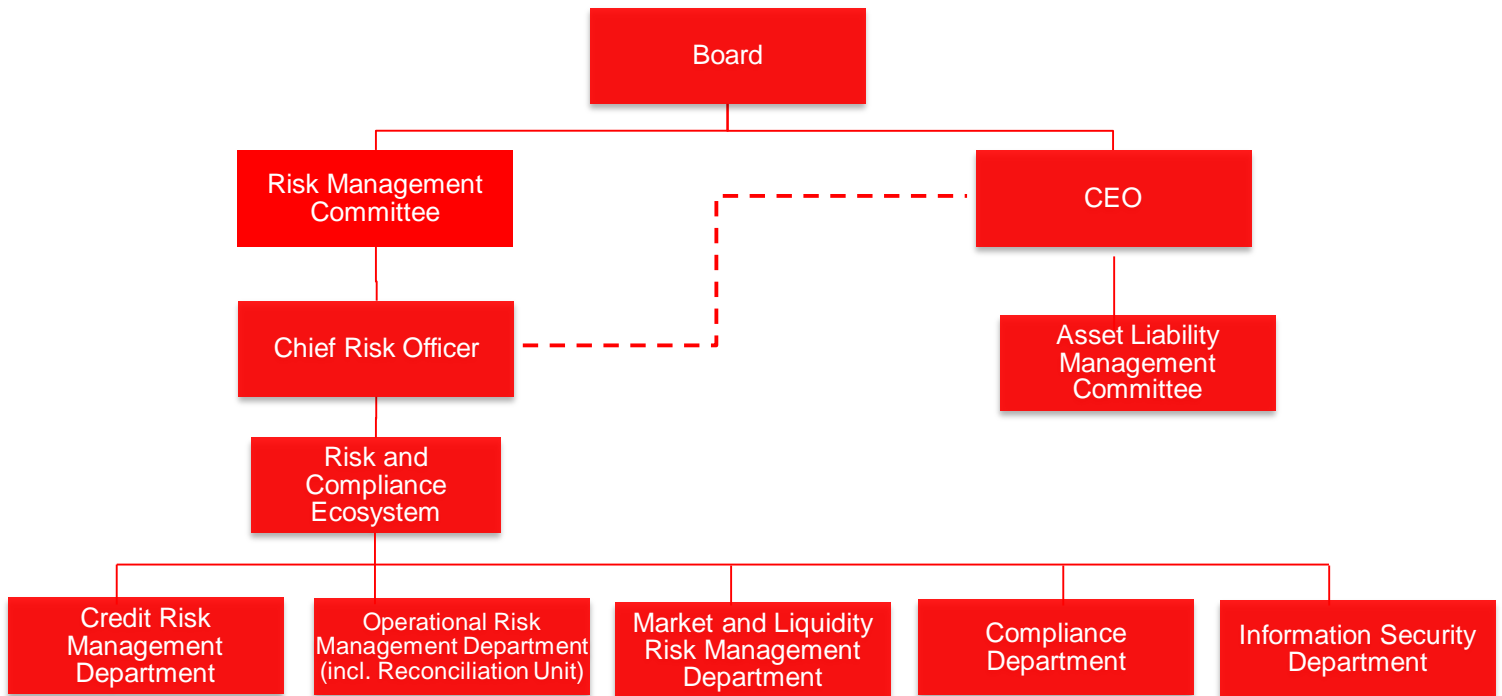 Board
Risk Management
Committee
CEO
Chief Risk Officer
Asset Liability
Management
Committee
Risk and
Compliance
Ecosystem
Credit Risk
Management
Department
Operational Risk
Management Department
(incl. Reconciliation Unit)
Market and Liquidity
Risk Management
Department
Compliance
Department
Information Security
Department